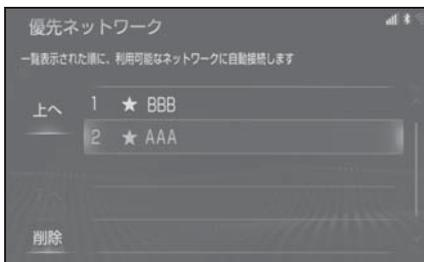 優先ネットワーク
一覧表示された順に、利用可能なネットワークに自動接続します
上へ
1 ★ BBB
2 ★ AAA
下へ
削除